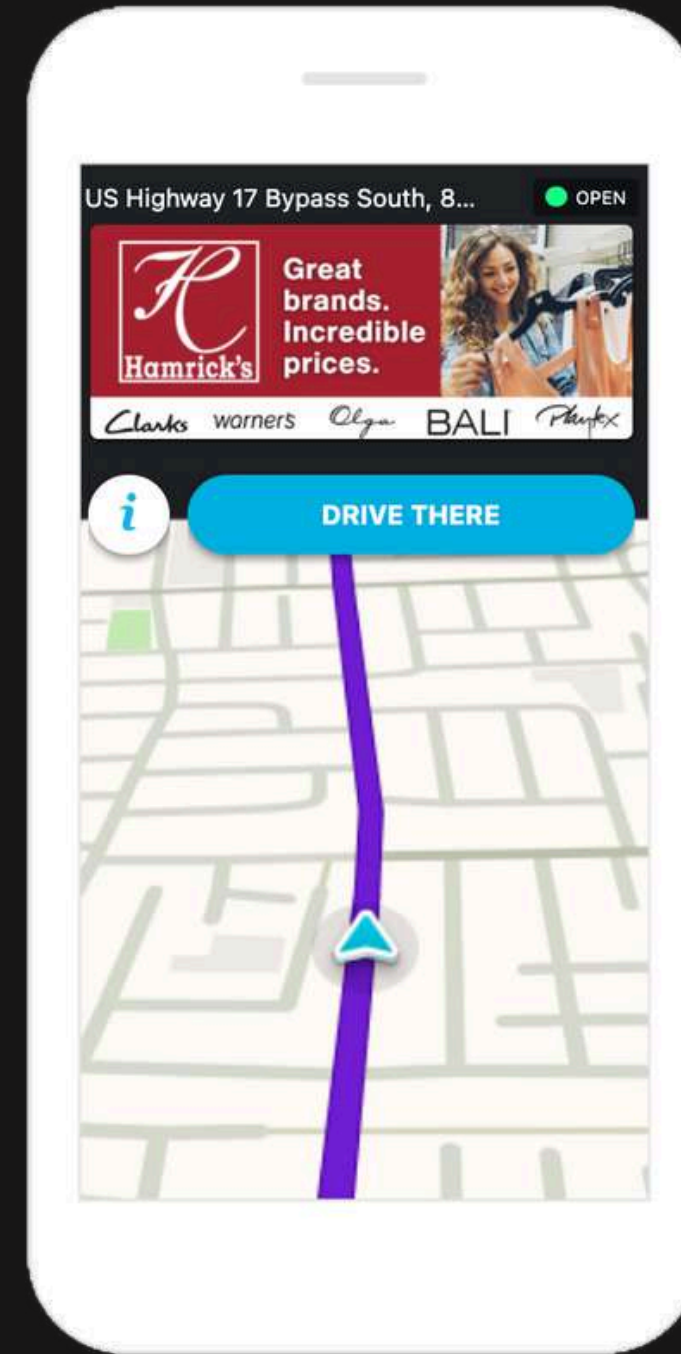 US Highway 17 Bypass South, 8...
OPEN
H
Hamrick's
Great
brands.
Incredible
prices.
Clarks warners Olga BALI Playtex
i
DRIVE THERE